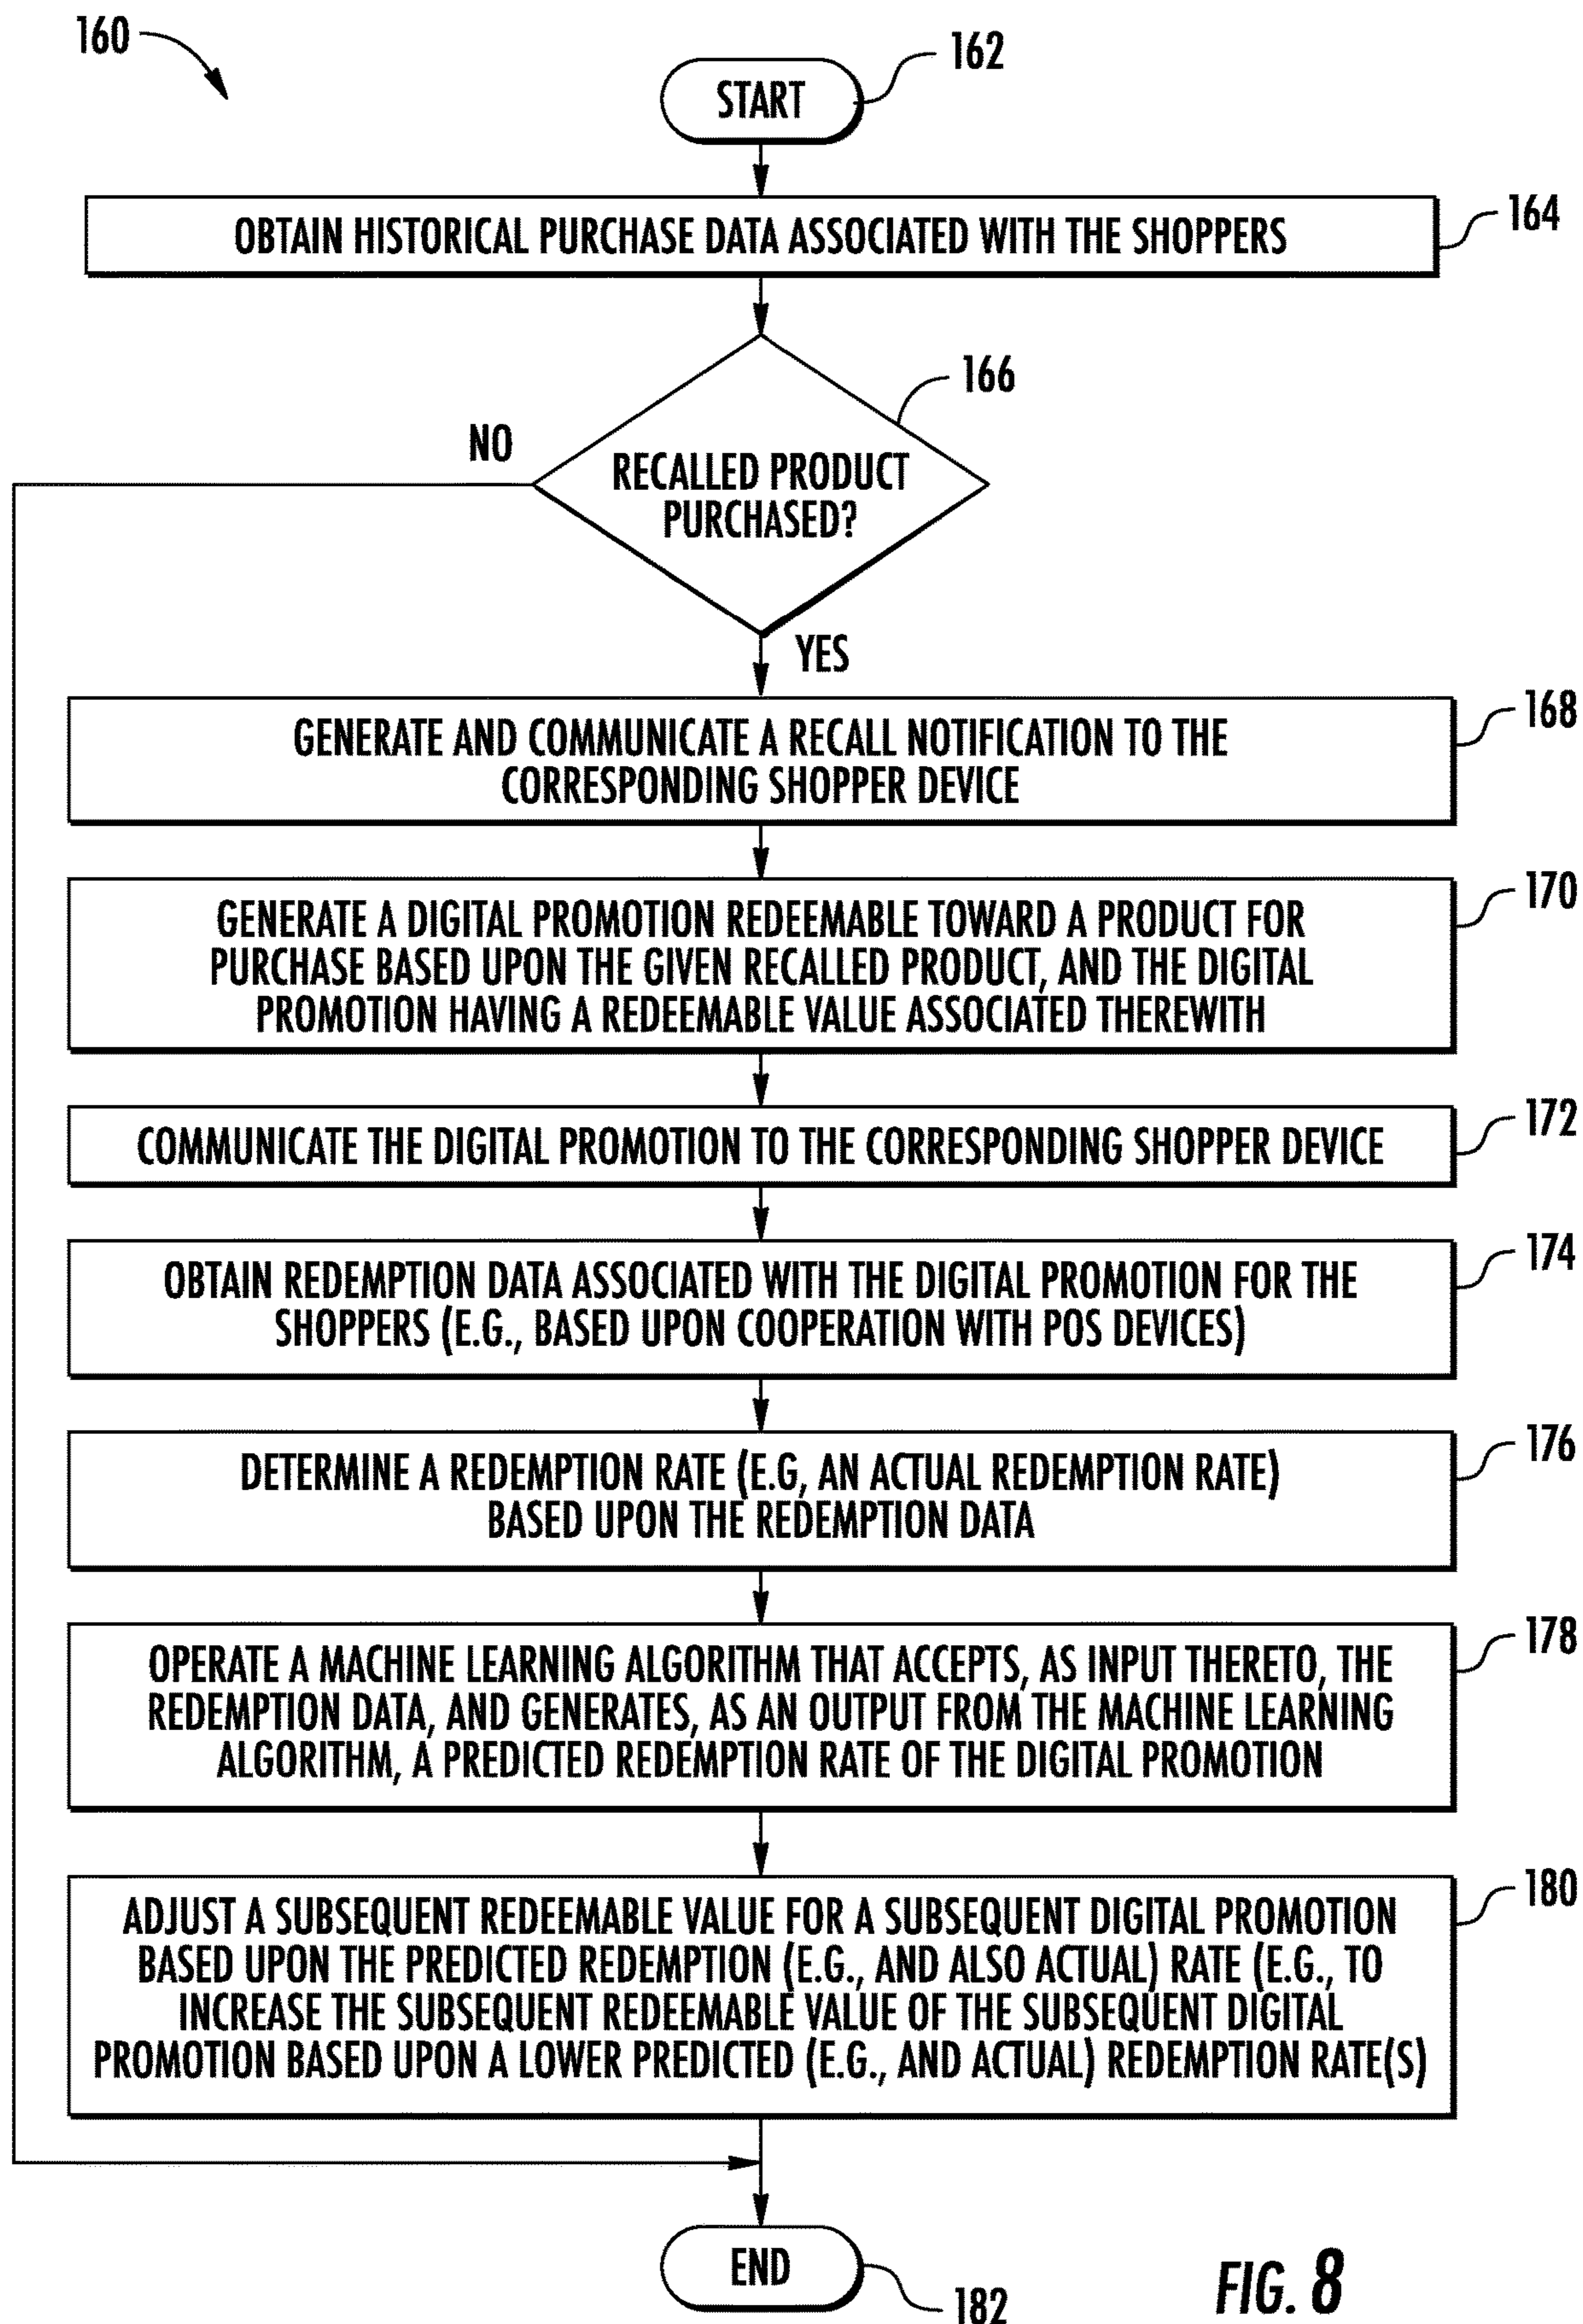 160
162
START
OBTAIN HISTORICAL PURCHASE DATA ASSOCIATED WITH THE SHOPPERS
164
166
NO
RECALLED PRODUCT
PURCHASED?
YES
168
GENERATE AND COMMUNICATE A RECALL NOTIFICATION TO THE
CORRESPONDING SHOPPER DEVICE
170
GENERATE A DIGITAL PROMOTION REDEEMABLE TOWARD A PRODUCT FOR
PURCHASE BASED UPON THE GIVEN RECALLED PRODUCT, AND THE DIGITAL
PROMOTION HAVING A REDEEMABLE VALUE ASSOCIATED THEREWITH
172
COMMUNICATE THE DIGITAL PROMOTION TO THE CORRESPONDING SHOPPER DEVICE
174
OBTAIN REDEMPTION DATA ASSOCIATED WITH THE DIGITAL PROMOTION FOR THE
SHOPPERS (E.G., BASED UPON COOPERATION WITH POS DEVICES)
176
DETERMINE A REDEMPTION RATE (E.G, AN ACTUAL REDEMPTION RATE)
BASED UPON THE REDEMPTION DATA
178
OPERATE A MACHINE LEARNING ALGORITHM THAT ACCEPTS, AS INPUT THERETO, THE
REDEMPTION DATA, AND GENERATES, AS AN OUTPUT FROM THE MACHINE LEARNING
ALGORITHM, A PREDICTED REDEMPTION RATE OF THE DIGITAL PROMOTION
180
ADJUST A SUBSEQUENT REDEEMABLE VALUE FOR A SUBSEQUENT DIGITAL PROMOTION
BASED UPON THE PREDICTED REDEMPTION (E.G., AND ALSO ACTUAL) RATE (E.G., TO
INCREASE THE SUBSEQUENT REDEEMABLE VALUE OF THE SUBSEQUENT DIGITAL
PROMOTION BASED UPON A LOWER PREDICTED (E.G., AND ACTUAL) REDEMPTION RATE(S)
END
182
FIG. 8